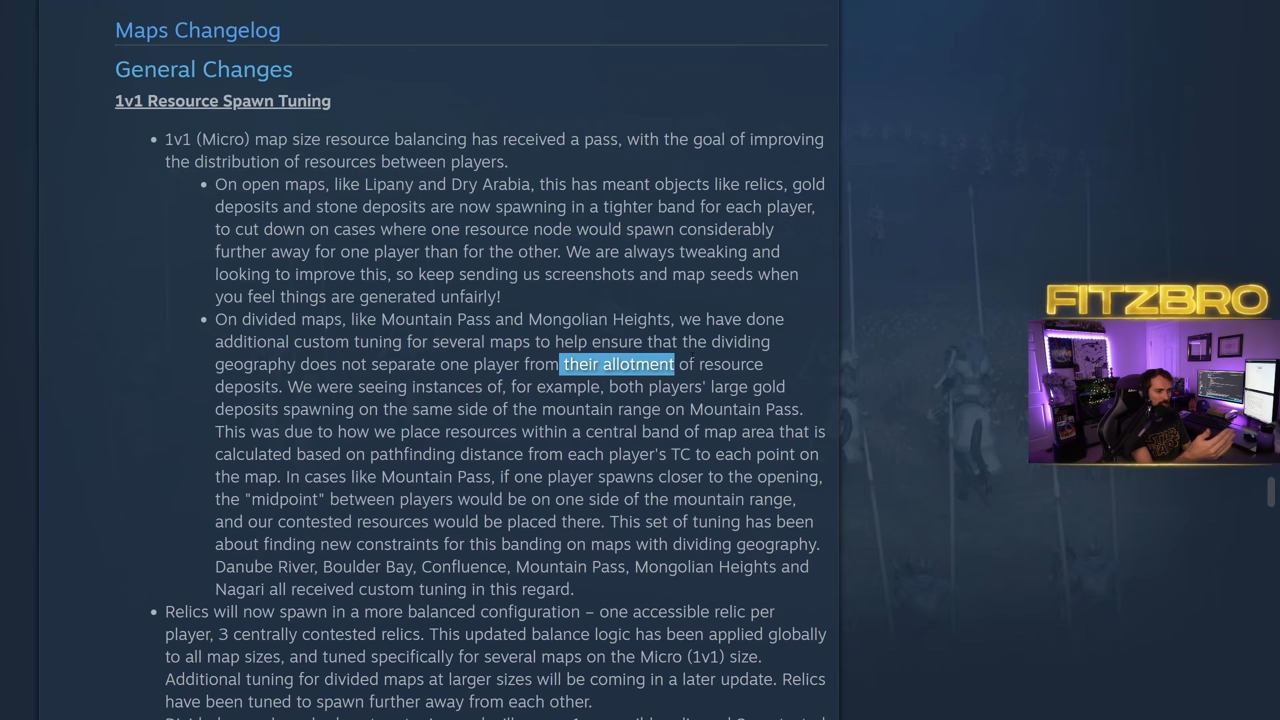 Maps Changelog
General Changes
1v1 Resource Spawn Tuning
• 1v1 (Micro) map size resource balancing has received a pass, with the goal of improving
the distribution of resources between players.
• On open maps, like Lipany and Dry Arabia, this has meant objects like relics, gold
deposits and stone deposits are now spawning in a tighter band for each player,
to cut down on cases where one resource node would spawn considerably
further away for one player than for the other. We are always tweaking and
looking to improve this, so keep sending us screenshots and map seeds when
you feel things are generated unfairly!
• On divided maps, like Mountain Pass and Mongolian Heights, we have done
additional custom tuning for several maps to help ensure that the dividing
geography does not separate one player from their allotment of resource
deposits. We were seeing instances of, for example, both players' large gold
deposits spawning on the same side of the mountain range on Mountain Pass.
This was due to how we place resources within a central band of map area that is
calculated based on pathfinding distance from each player's TC to each point on
the map. In cases like Mountain Pass, if one player spawns closer to the opening,
the "midpoint" between players would be on one side of the mountain range,
and our contested resources would be placed there. This set of tuning has been
about finding new constraints for this banding on maps with dividing geography.
Danube River, Boulder Bay, Confluence, Mountain Pass, Mongolian Heights and
Nagari all received custom tuning in this regard.
• Relics will now spawn in a more balanced configuration – one accessible relic per
player, 3 centrally contested relics. This updated balance logic has been applied globally
to all map sizes, and tuned specifically for several maps on the Micro (1v1) size.
Additional tuning for divided maps at larger sizes will be coming in a later update. Relics
have been tuned to spawn further away from each other.
FITZBRO